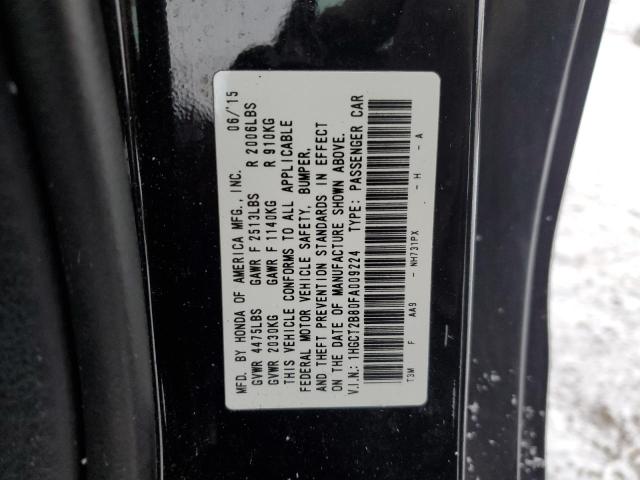 MFD. BY HONDA OF AMERICA MFG., INC. 06/'15
GVWR 4475LBS GAWR F 2513LBS R 2006LBS
GVWR 2030KG GAWR F 1140KG R 910KG
THIS VEHICLE CONFORMS TO ALL APPLICABLE
FEDERAL MOTOR VEHICLE SAFETY, BUMPER,
AND THEFT PREVENTION STANDARDS IN EFFECT
ON THE DATE OF MANUFACTURE SHOWN ABOVE.
V.I.N.: 1HGCT2B80FA009224 TYPE: PASSENGER CAR
T3M F AA9 - NH731PX - H - A